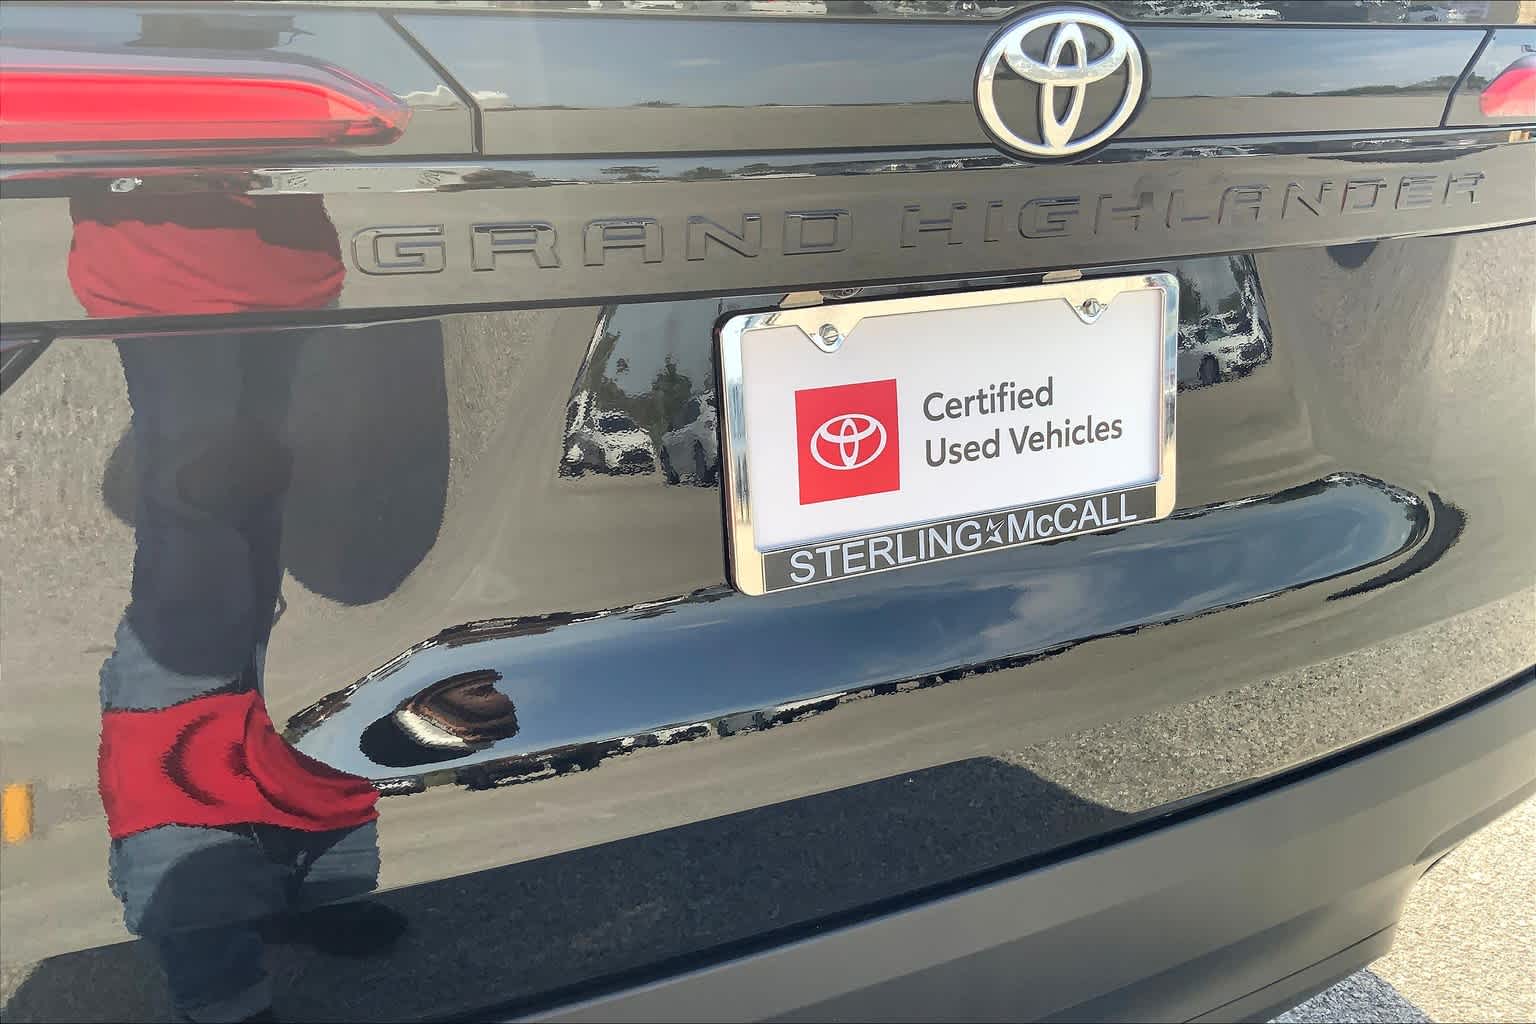 GRAND HIGHLANDER
Certified
Used Vehicles
STERLING McCALL